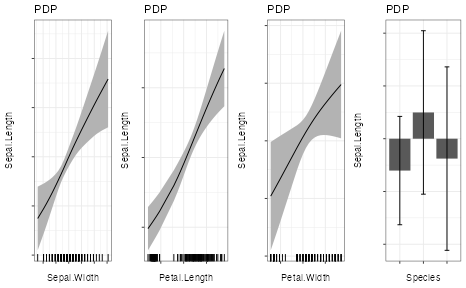 PDP
PDP
PDP
PDP
Sepal.Length
Sepal.Length
Sepal.Length
Sepal.Length
Sepal.Width
Petal.Length
Petal.Width
Species